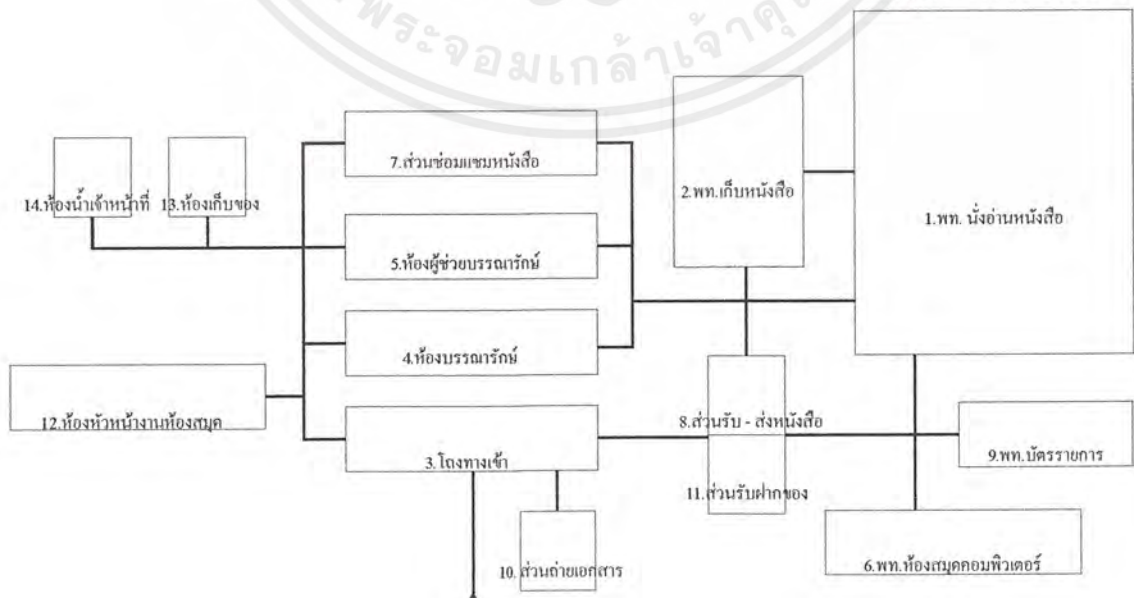 พระจอมเกล้าเจ้าคุ
7.ส่วนซ่อมแซมหนังสือ
14.ห้องน้ำเจ้าหน้าที่
13.ห้องเก็บของ
2.พท.เก็บหนังสือ
1.พท. นั่งอ่านหนังสือ
5.ห้องผู้ช่วยบรรณารักษ์
4.ห้องบรรณารักษ์
12.ห้องหัวหน้างานห้องสมุด
8.ส่วนรับ - ส่งหนังสือ
3.โถงทางเข้า
9.พท.บัตรรายการ
11.ส่วนรับฝากของ
10. ส่วนถ่ายเอกสาร
6.พท.ห้องสมุดคอมพิวเตอร์